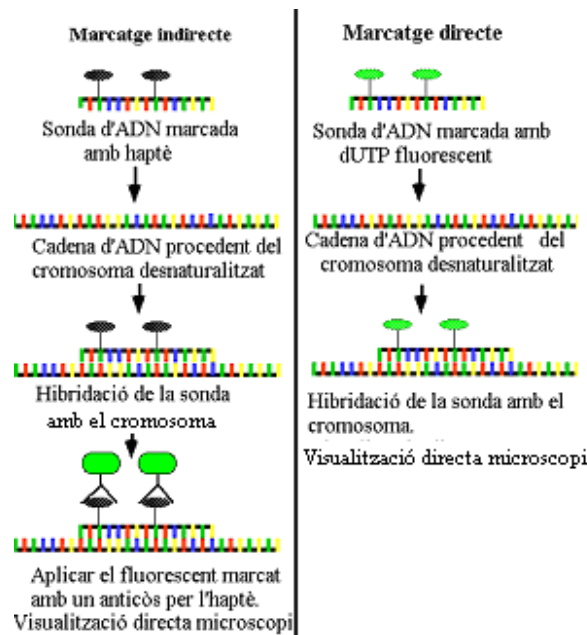 Marcatge indirecte
Sonda d'ADN marcada
amb haptè
Cadena d'ADN procedent del
cromosoma desnaturalitzat
Hibridació de la sonda
amb el cromosoma
Aplicar el fluorescent marcat
amb un anticòs per l'haptè.
Visualització directa microscopi
Marcatge directe
Sonda d'ADN marcada amb
dUTP fluorescent
Cadena d'ADN procedent del
cromosoma desnaturalitzat
Hibridació de la sonda amb el
cromosoma.
Visualització directa microscopi